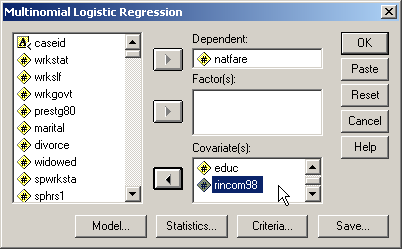 Multinomial Logistic Regression
caseid
wrkstat
wrkslf
wrkgovt
prestg80
marital
divorce
widowed
spwrksta
sphrs1
Dependent:
natfare
Factor(s):
Covariate(s):
educ
rincom98
OK
Paste
Reset
Cancel
Help
Model...
Statistics...
Criteria...
Save...